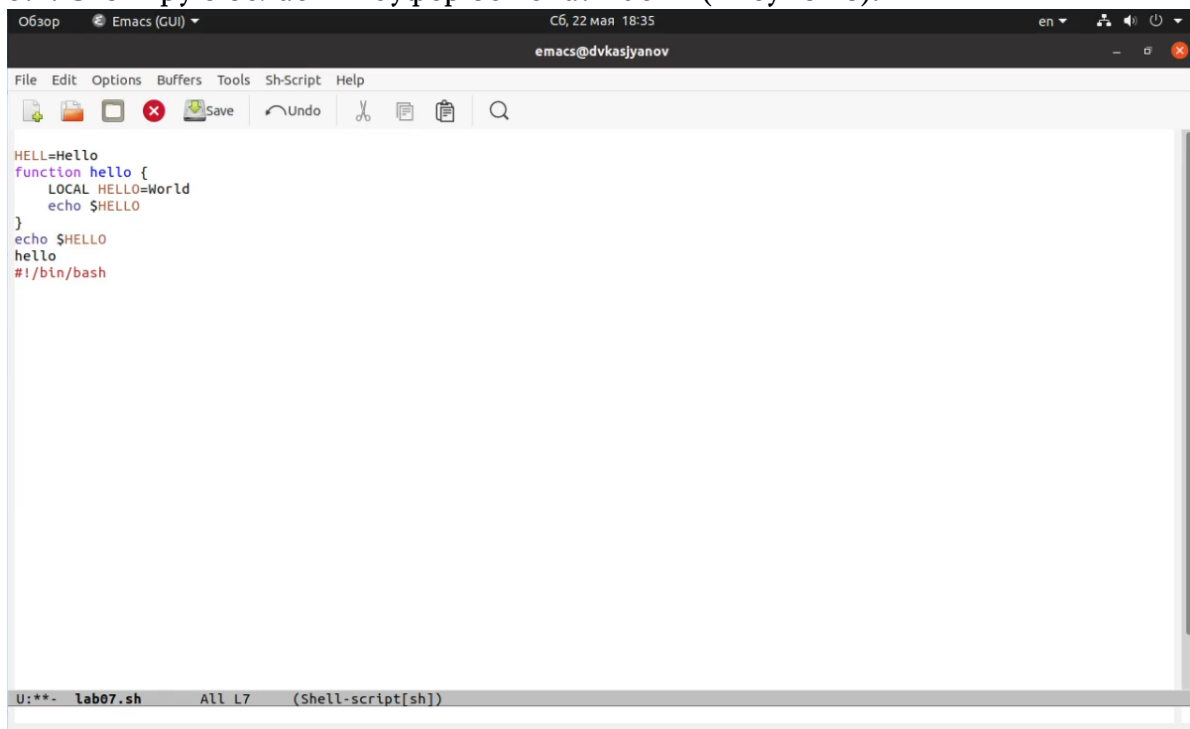 Обзор Emacs (GUI) Сб, 22 мая 18:35 en
emacs@dvkasjyanov
File Edit Options Buffers Tools Sh-Script Help
Save Undo
HELL=Hello
function hello {
    LOCAL HELLO=World
    echo $HELLO
}
echo $HELLO
hello
#!/bin/bash
U:**- lab07.sh All L7 (Shell-script[sh])